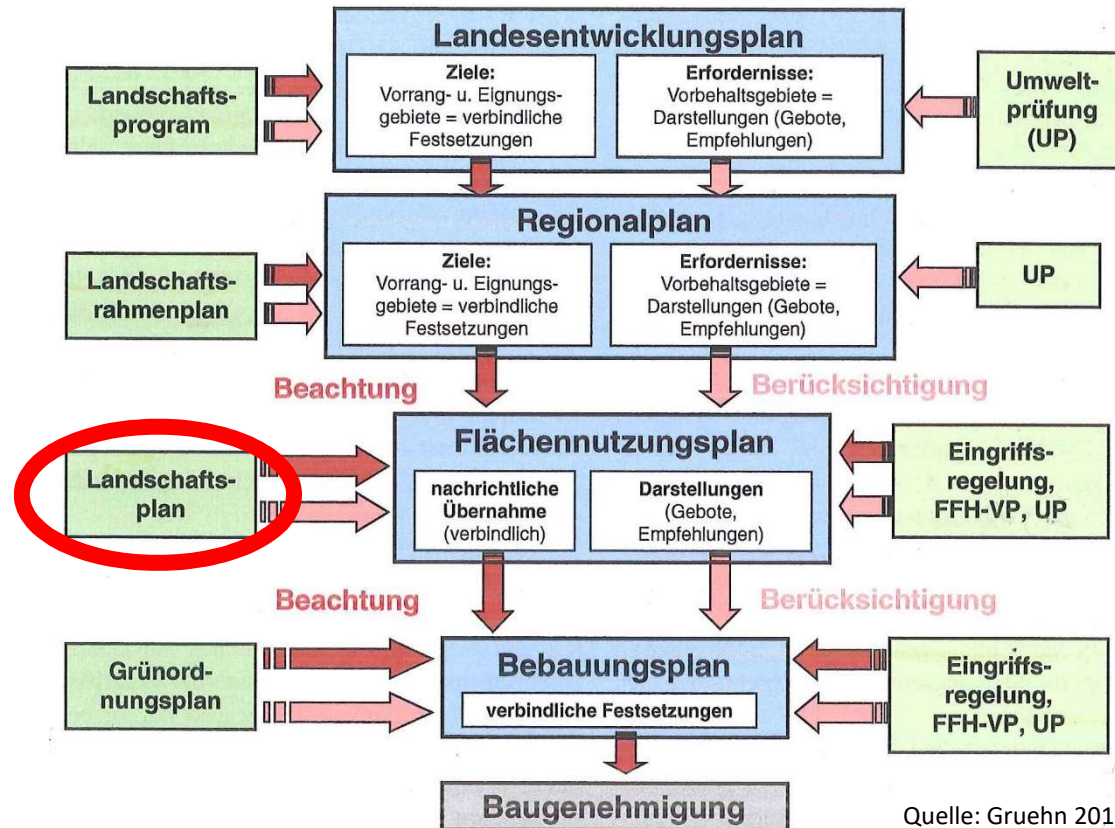 Landesentwicklungsplan
Landschafts-
program
Ziele:
Vorrang- u. Eignungs-
gebiete = verbindliche
Festsetzungen
Erfordernisse:
Vorbehaltsgebiete =
Darstellungen (Gebote,
Empfehlungen)
Umwelt-
prüfung
(UP)
Regionalplan
Landschafts-
rahmenplan
Ziele:
Vorrang- u. Eignungs-
gebiete = verbindliche
Festsetzungen
Erfordernisse:
Vorbehaltsgebiete =
Darstellungen (Gebote,
Empfehlungen)
UP
Beachtung
Berücksichtigung
Flächennutzungsplan
Landschafts-
plan
nachrichtliche
Übernahme
(verbindlich)
Darstellungen
(Gebote,
Empfehlungen)
Eingriffs-
regelung,
FFH-VP, UP
Beachtung
Berücksichtigung
Bebauungsplan
Grünord-
nungsplan
verbindliche Festsetzungen
Eingriffs-
regelung,
FFH-VP, UP
Baugenehmigung
Quelle: Gruehn 201